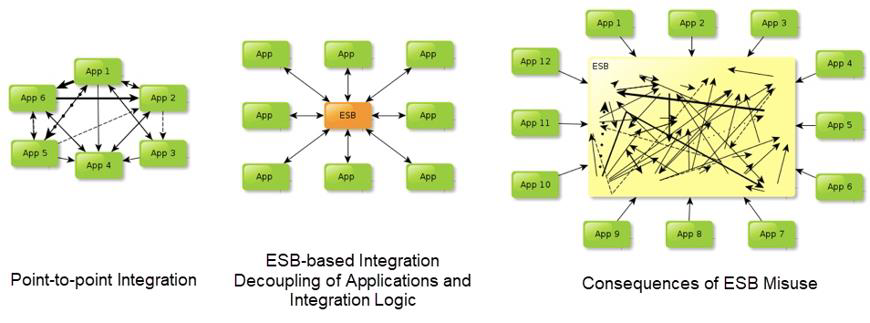 App 1
App 6
App 2
App 5
App 4
App 3
Point-to-point Integration
App
App
App
App
ESB
App
App
App
App
ESB-based Integration
Decoupling of Applications and
Integration Logic
App 1
App 2
App 3
App 12
ESB
App 4
App 11
App 5
App 10
App 6
App 9
App 8
App 7
Consequences of ESB Misuse